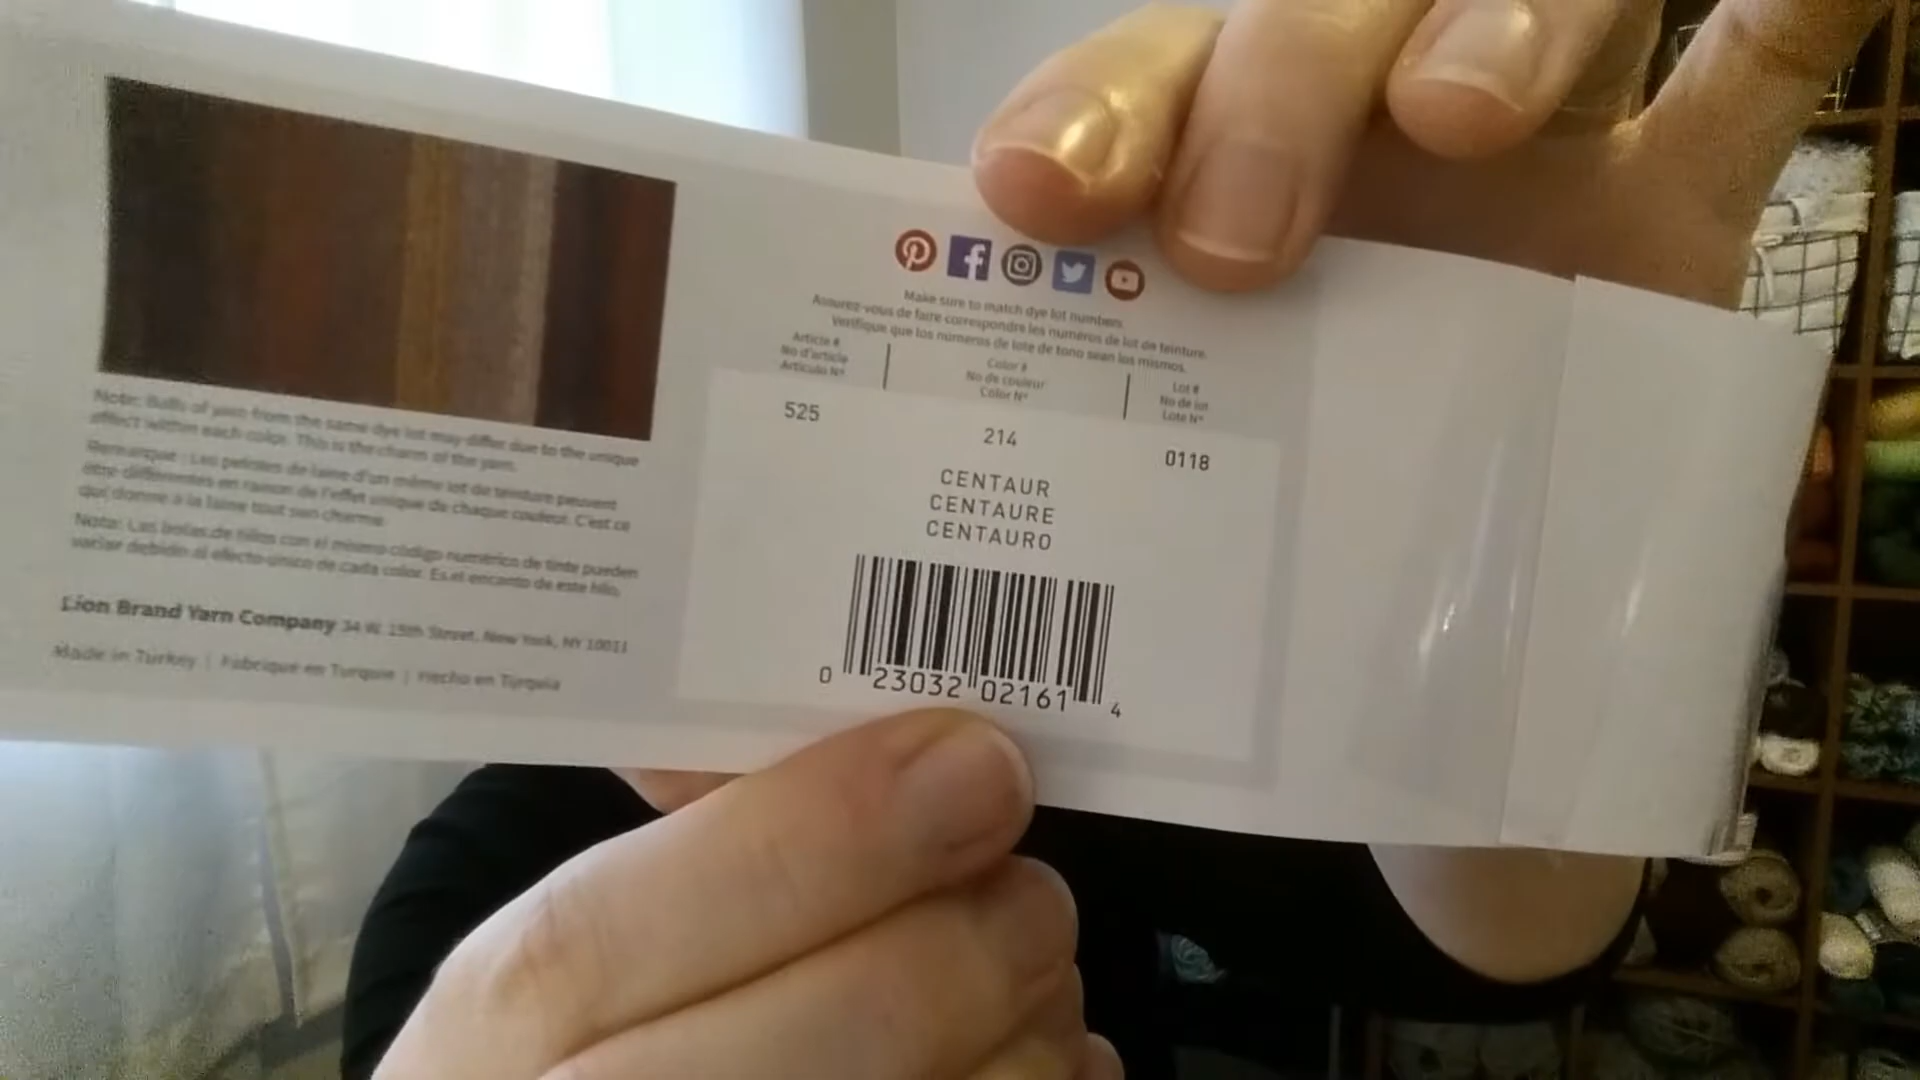 Note: Balls of yarn from the same dye lot may differ due to the unique
effect within each color. This is the charm of the yarn.
Remarque : Les pelotes de laine d'un même lot de teinture peuvent
être différentes en raison de l'effet unique de chaque couleur. C'est ce
qui donne à la laine tout son charme.
Nota: Las bolas de hilos con el mismo código numérico de tinte pueden
variar debido al efecto único de cada color. Es el encanto de este hilo.
Lion Brand Yarn Company 34 W. 15th Street, New York, NY 10011
Made in Turkey | Fabriqué en Turquie | Hecho en Turquía
Make sure to match dye lot numbers.
Assurez-vous de faire correspondre les numéros de lot de teinture.
Verifique que los números de lote de tono sean los mismos.
Article #
No d'article
Articulo Nº
Color #
No de couleur
Color Nº
Lot #
No de lot
Lote Nº
525
214
0118
CENTAUR
CENTAURE
CENTAURO
0 23032 02161 4